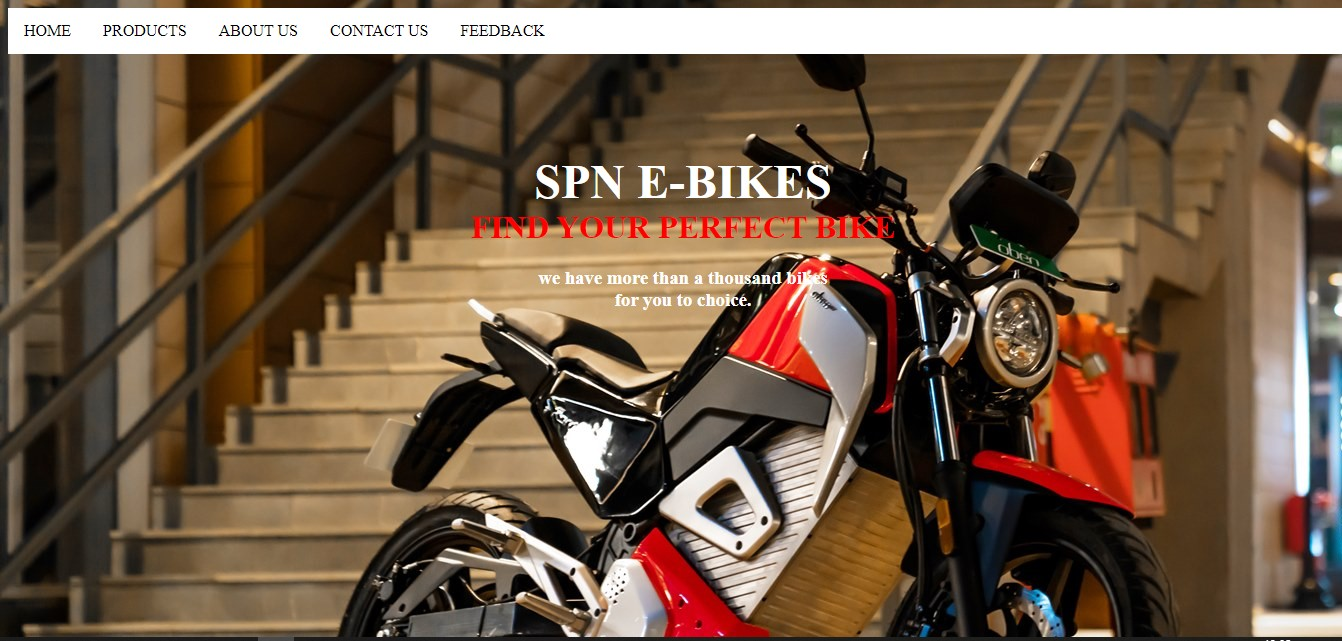 HOME PRODUCTS ABOUT US CONTACT US FEEDBACK
SPN E-BIKES
FIND YOUR PERFECT BIKE
we have more than a thousand bikes
for you to choice.
oben